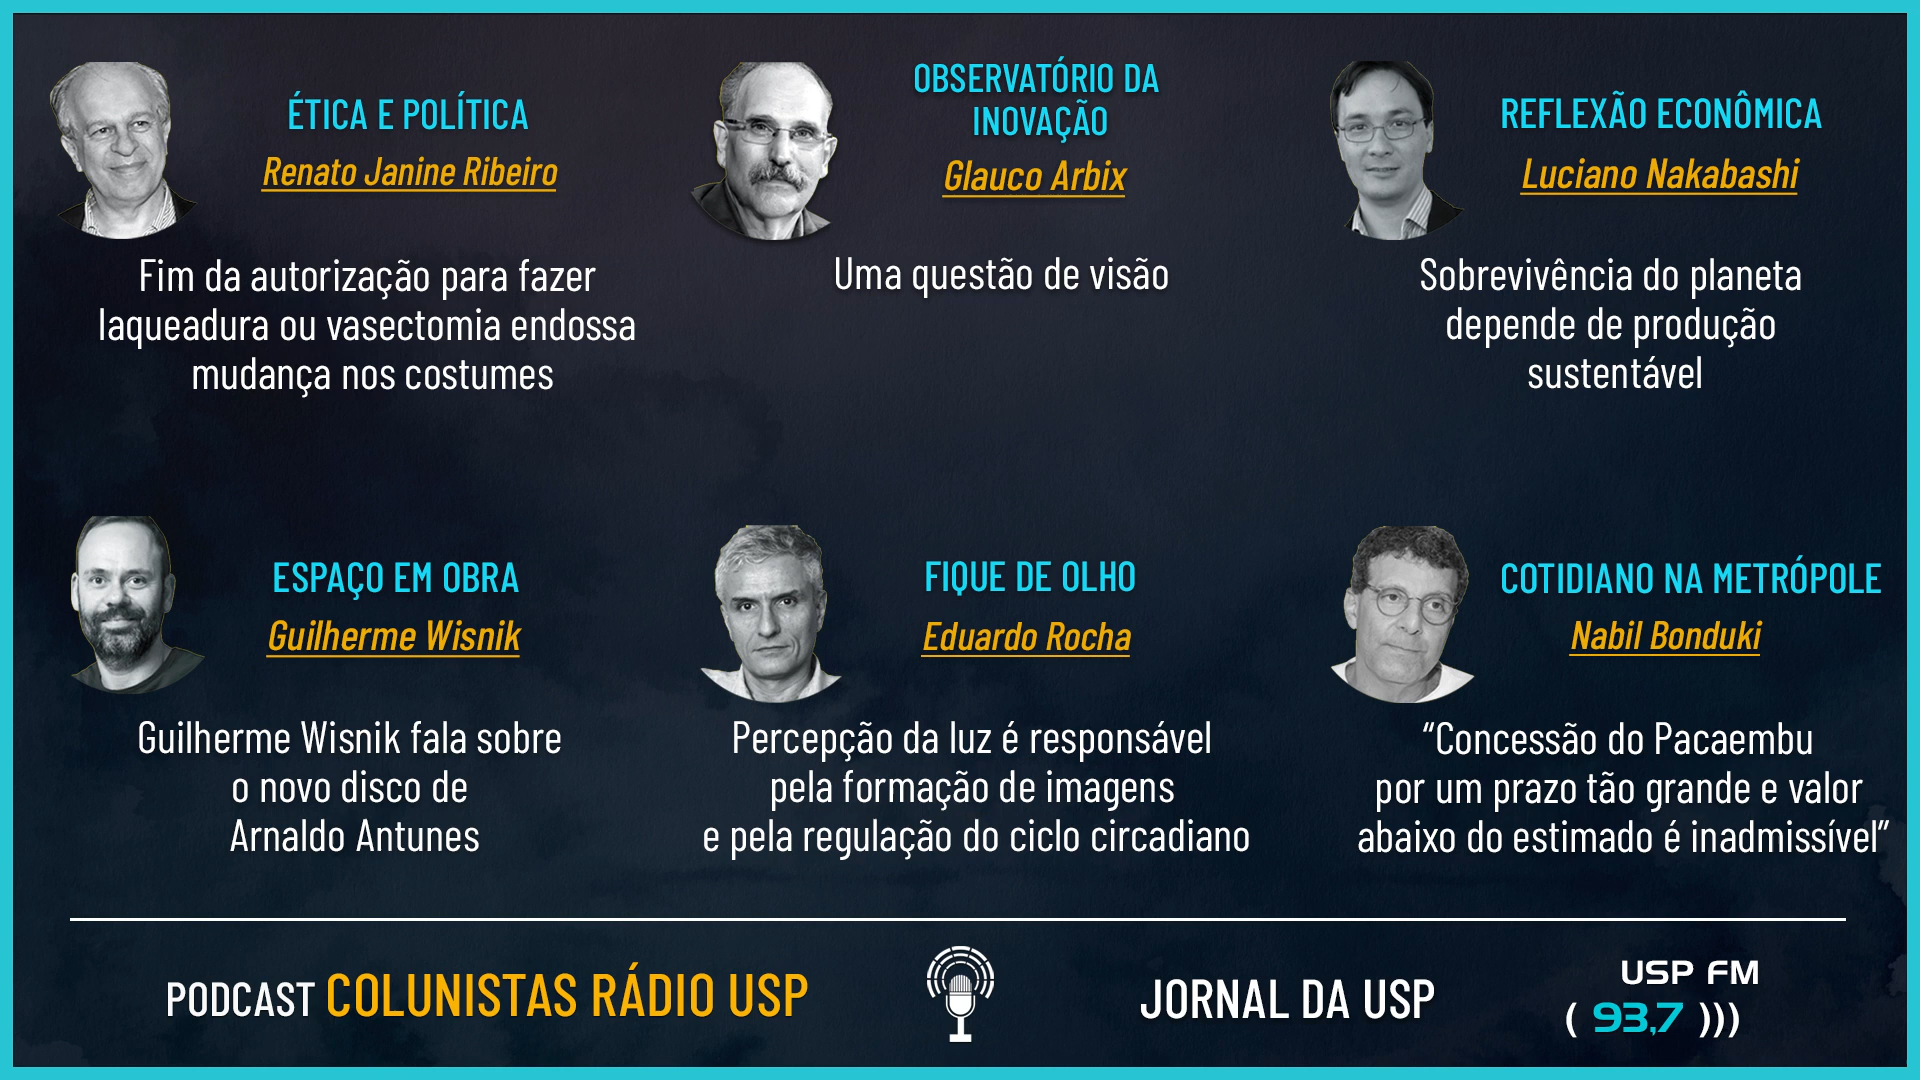 ÉTICA E POLÍTICA
Renato Janine Ribeiro
Fim da autorização para fazer
laqueadura ou vasectomia endossa
mudança nos costumes
OBSERVATÓRIO DA
INOVAÇÃO
Glauco Arbix
Uma questão de visão
REFLEXÃO ECONÔMICA
Luciano Nakabashi
Sobrevivência do planeta
depende de produção
sustentável
ESPAÇO EM OBRA
Guilherme Wisnik
Guilherme Wisnik fala sobre
o novo disco de
Arnaldo Antunes
FIQUE DE OLHO
Eduardo Rocha
Percepção da luz é responsável
pela formação de imagens
e pela regulação do ciclo circadiano
COTIDIANO NA METRÓPOLE
Nabil Bonduki
“Concessão do Pacaembu
por um prazo tão grande e valor
abaixo do estimado é inadmissível”
PODCAST COLUNISTAS RÁDIO USP
JORNAL DA USP
USP FM
( 93,7 )))